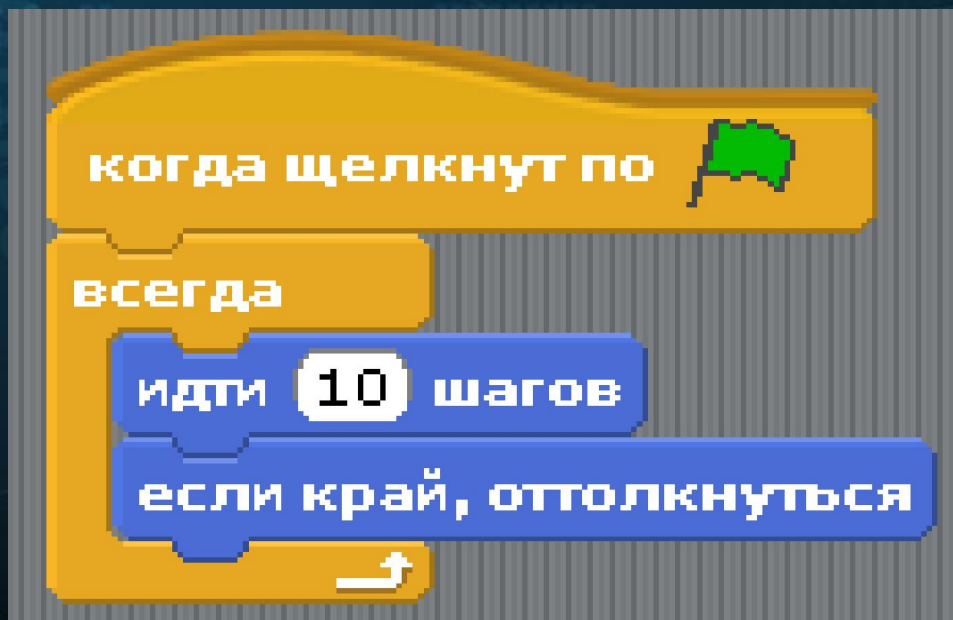 когда щелкнут по
всегда
идти 10 шагов
если край, оттолкнуться